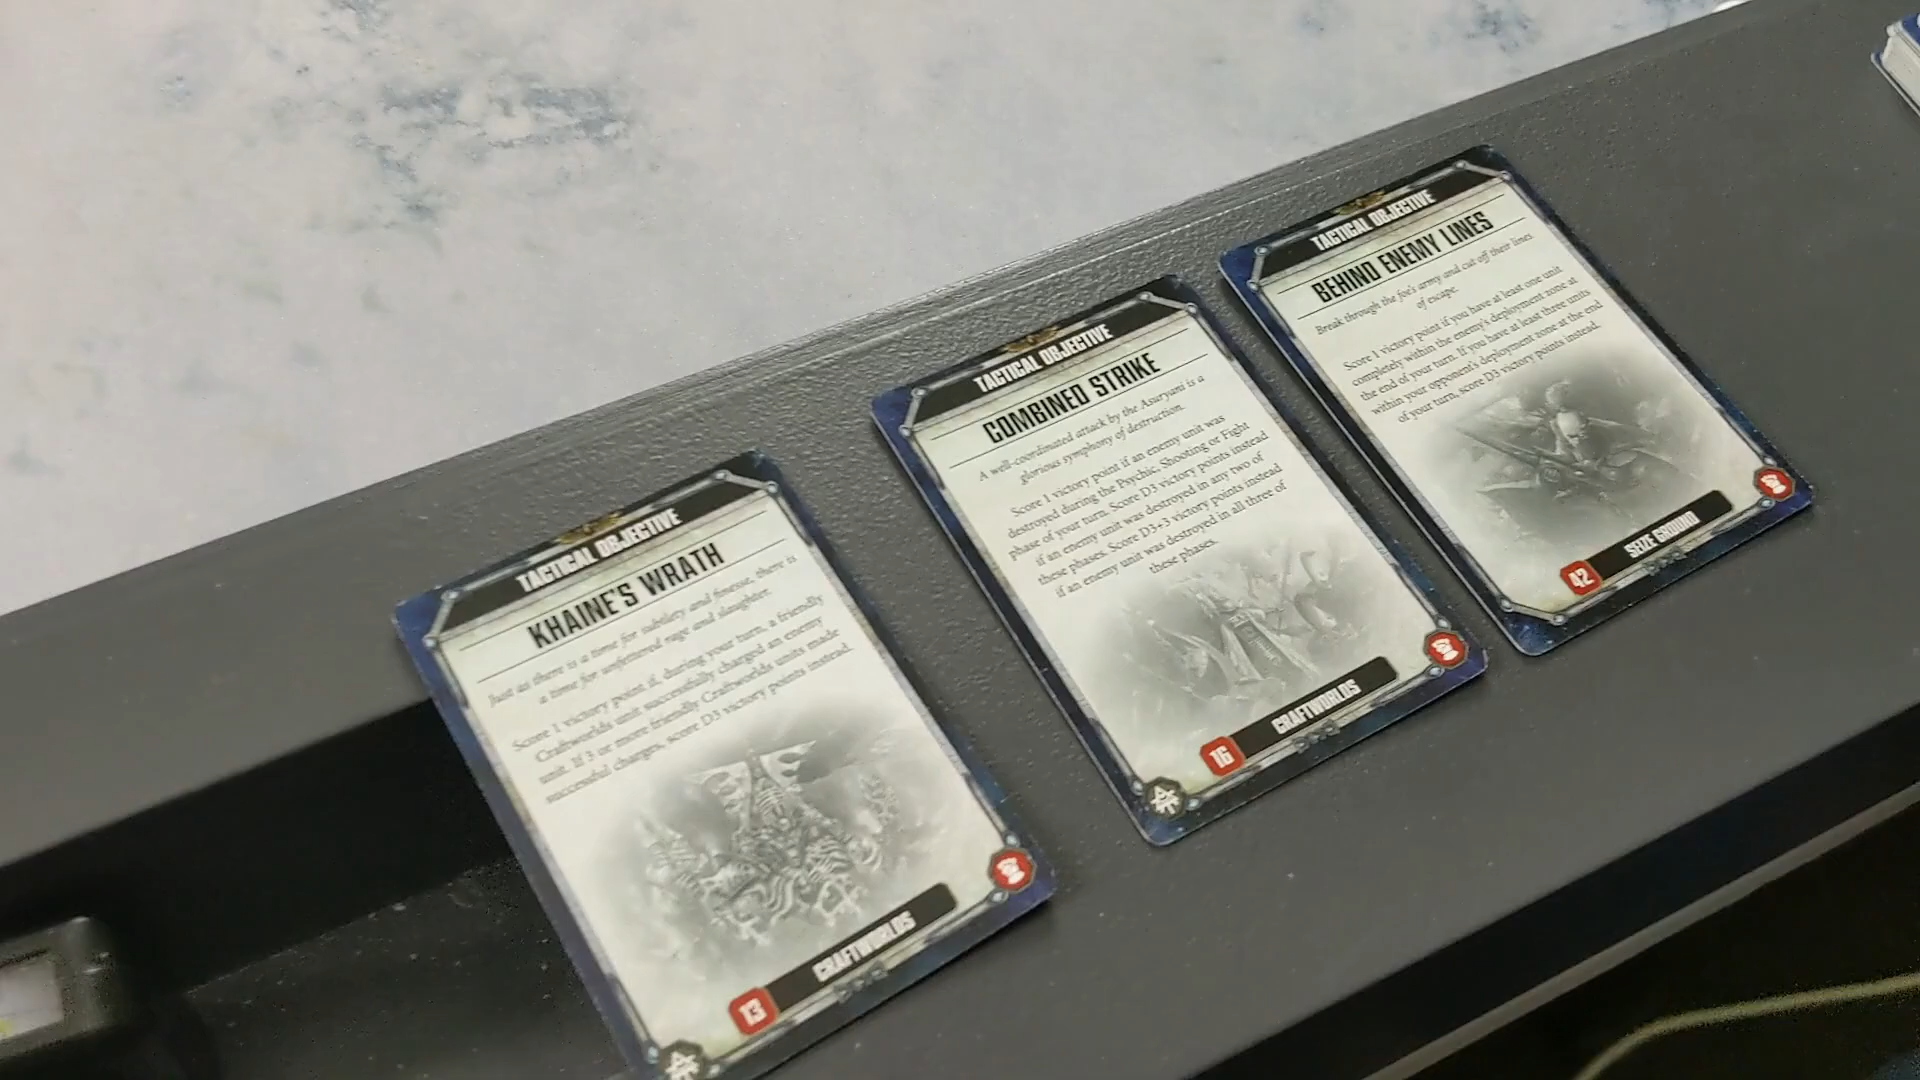 TACTICAL OBJECTIVE
KHAINE'S WRATH
Just as there is a time for subtlety and finesse, there is
a time for unfettered rage and slaughter.
Score 1 victory point if, during your turn, a friendly
Craftworlds unit successfully charged an enemy
unit. If 3 or more friendly Craftworlds units made
successful charges, score D3 victory points instead.
13
CRAFTWORLDS
TACTICAL OBJECTIVE
COMBINED STRIKE
A well-coordinated attack by the Asuryani is a
glorious symphony of destruction.
Score 1 victory point if an enemy unit was
destroyed during the Psychic, Shooting or Fight
phase of your turn. Score D3 victory points instead
if an enemy unit was destroyed in any two of
these phases. Score D3+3 victory points instead
if an enemy unit was destroyed in all three of
these phases.
16
CRAFTWORLDS
TACTICAL OBJECTIVE
BEHIND ENEMY LINES
Break through the foe's army and cut off their lines
of escape.
Score 1 victory point if you have at least one unit
completely within the enemy's deployment zone at
the end of your turn. If you have at least three units
within your opponent's deployment zone at the end
of your turn, score D3 victory points instead.
42
SEIZE GROUND